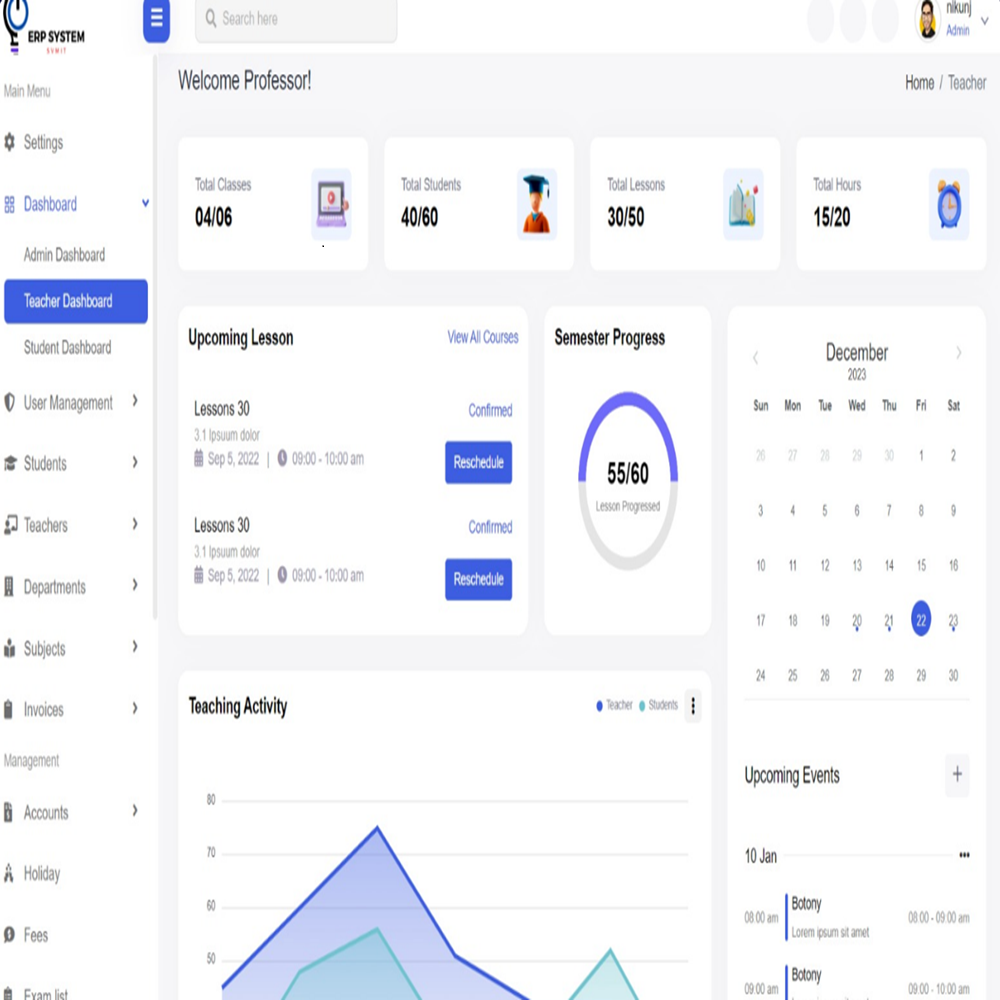 ERP SYSTEM
SVMIT
Search here
nikunj
Admin
Main Menu
Settings
Dashboard
Admin Dashboard
Teacher Dashboard
Student Dashboard
User Management
Students
Teachers
Departments
Subjects
Invoices
Management
Accounts
Holiday
Fees
Exam list
Welcome Professor!
Home / Teacher
Total Classes
04/06
Total Students
40/60
Total Lessons
30/50
Total Hours
15/20
Upcoming Lesson
View All Courses
Lessons 30
Confirmed
3.1 Ipsuum dolor
Sep 5, 2022 | 09:00 - 10:00 am
Reschedule
Lessons 30
Confirmed
3.1 Ipsuum dolor
Sep 5, 2022 | 09:00 - 10:00 am
Reschedule
Semester Progress
55/60
Lesson Progressed
December
2023
Sun Mon Tue Wed Thu Fri Sat
26 27 28 29 30 1 2
3 4 5 6 7 8 9
10 11 12 13 14 15 16
17 18 19 20 21 22 23
24 25 26 27 28 29 30
Teaching Activity
Teacher Students
80
70
60
50
Upcoming Events
+
10 Jan
08:00 am
Botony
Lorem ipsum sit amet
08:00 - 09:00 am
09:00 am
Botony
09:00 - 10:00 am